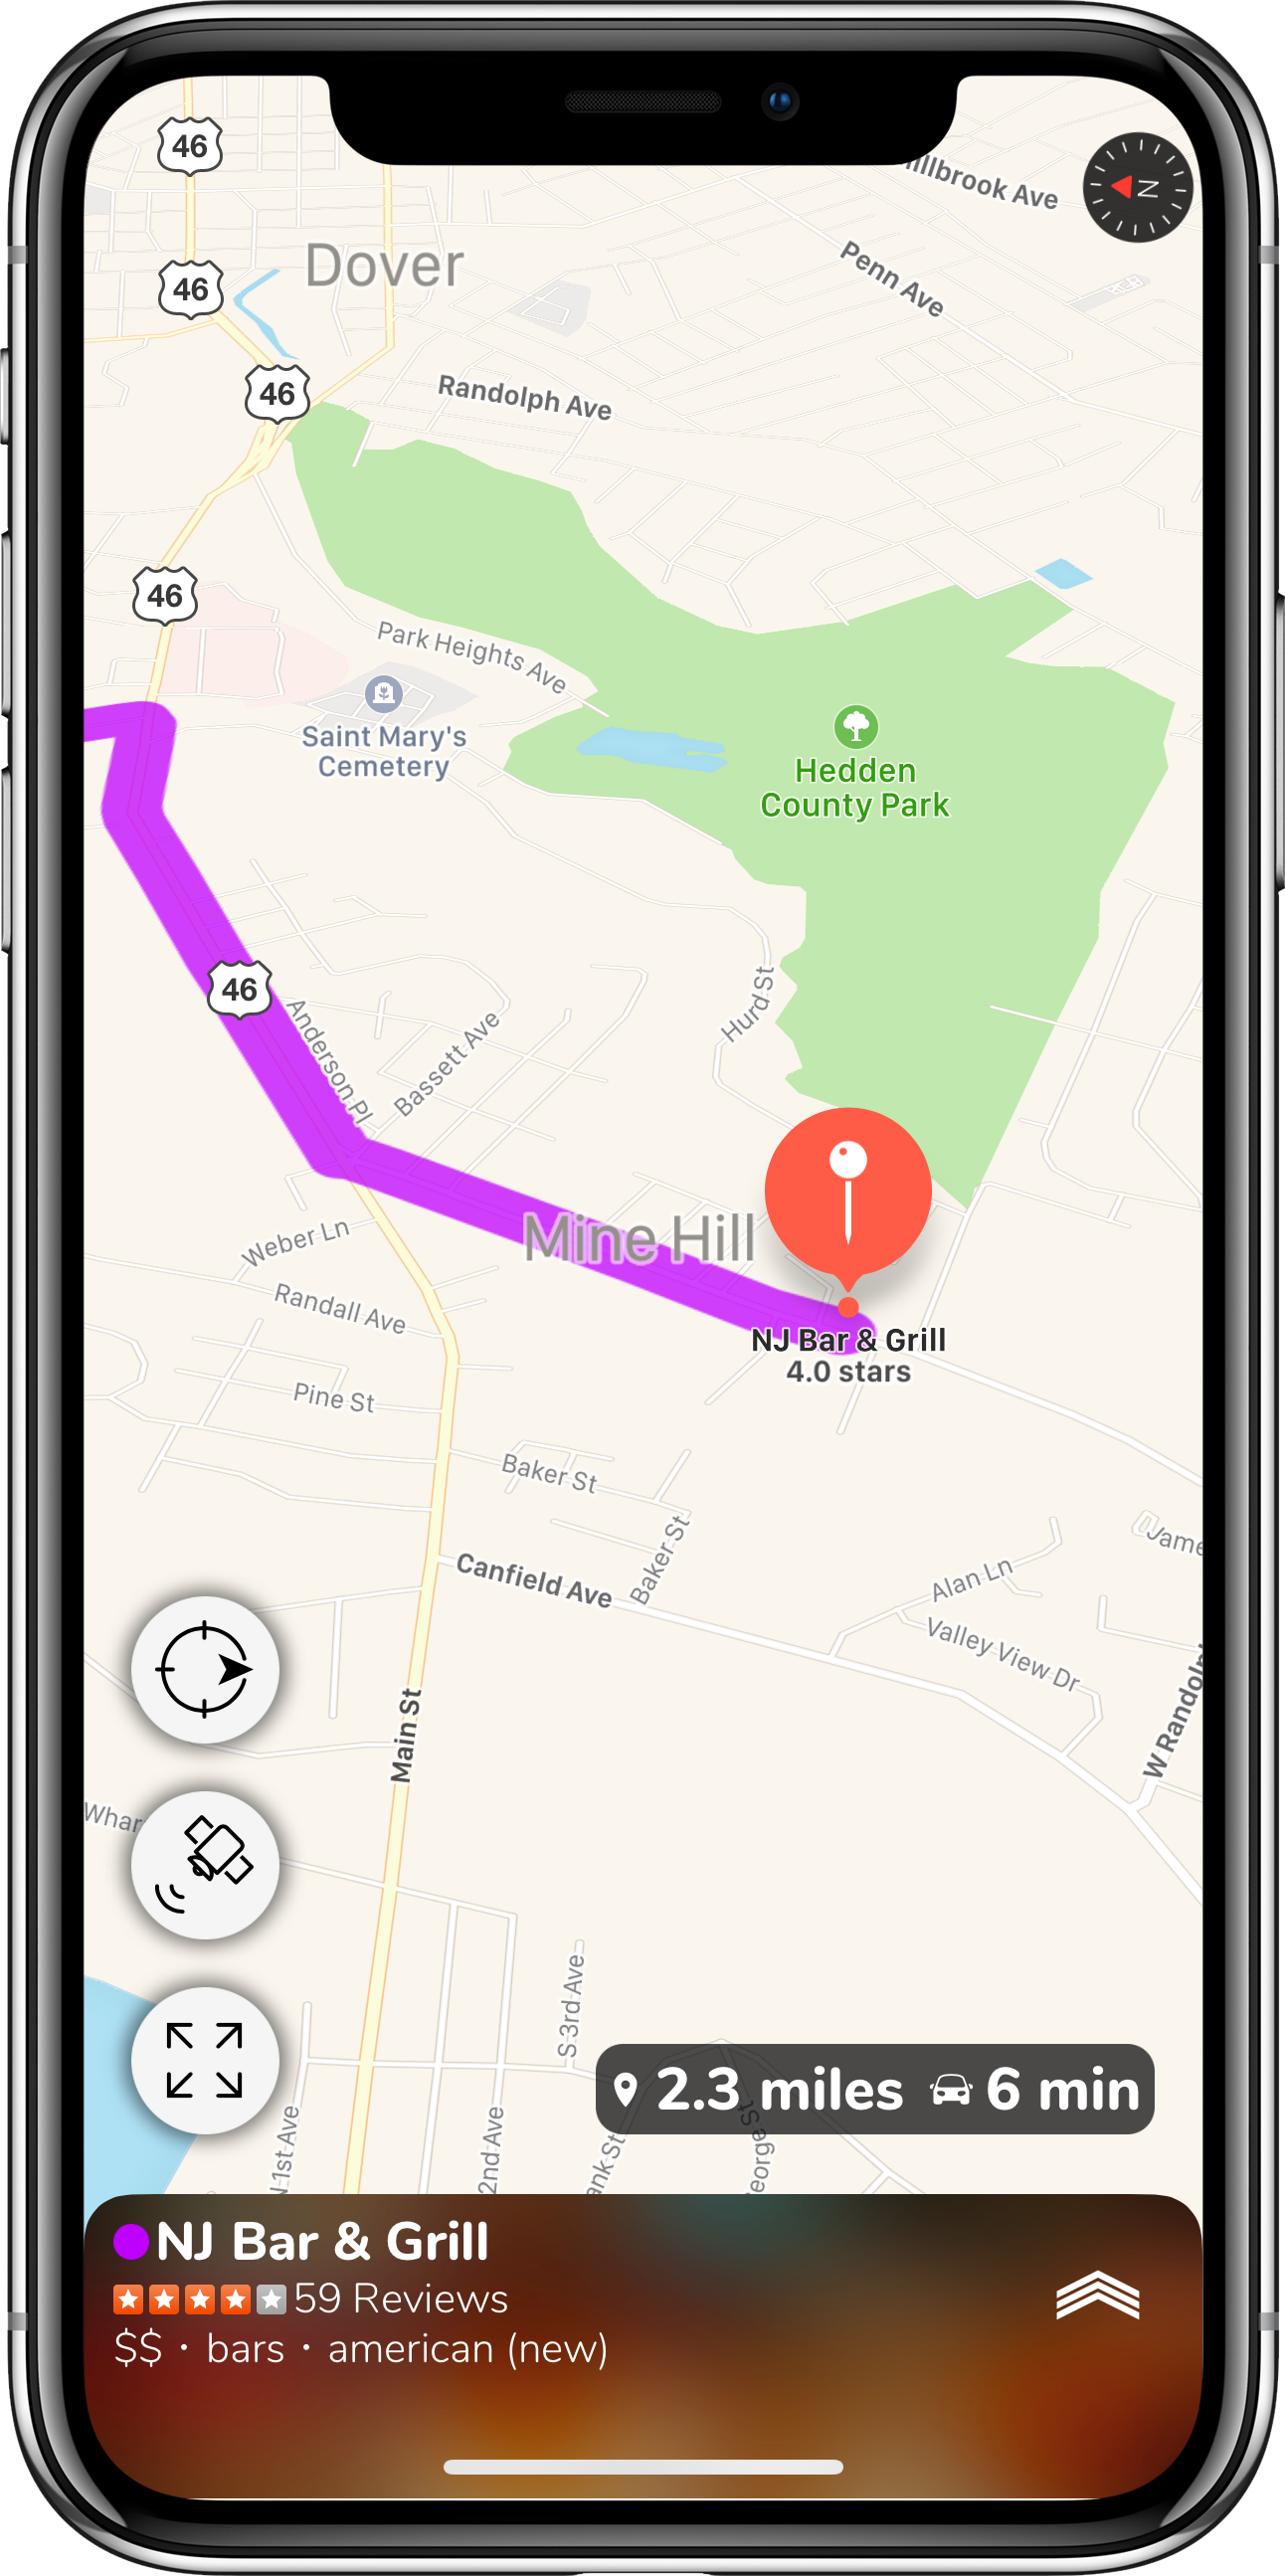 46
N
illbrook Ave
Penn Ave
Dover
46
46
Randolph Ave
46
Park Heights Ave
Saint Mary's
Cemetery
Hedden
County Park
46
Anderson Pl
Bassett Ave
Hurd St
Mine Hill
Weber Ln
Randall Ave
NJ Bar & Grill
4.0 stars
Pine St
Baker St
Baker St
Canfield Ave
Jame
Alan Ln
Valley View Dr
W Randolp
Main St
Whar
S 3rd Ave
2.3 miles 6 min
N 1st Ave
2nd Ave
ank St
eorge St
NJ Bar & Grill
59 Reviews
$$ · bars · american (new)